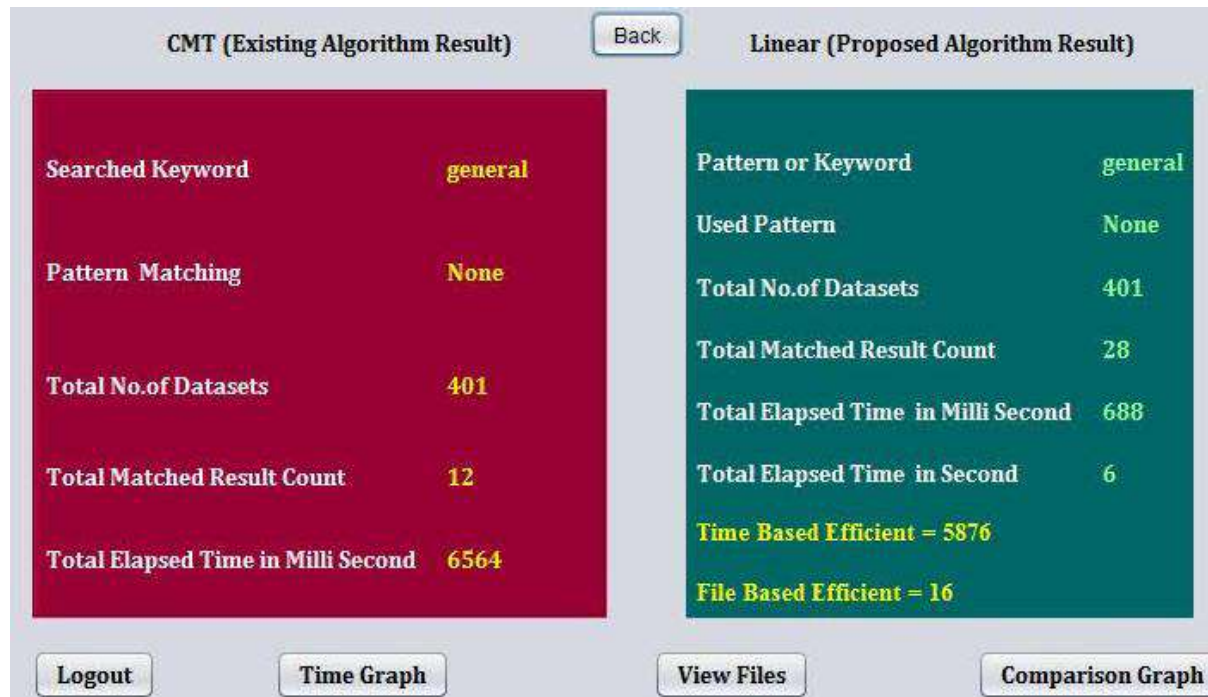 CMT (Existing Algorithm Result)
Back
Linear (Proposed Algorithm Result)
Searched Keyword general
Pattern Matching None
Total No.of Datasets 401
Total Matched Result Count 12
Total Elapsed Time in Milli Second 6564
Pattern or Keyword general
Used Pattern None
Total No.of Datasets 401
Total Matched Result Count 28
Total Elapsed Time in Milli Second 688
Total Elapsed Time in Second 6
Time Based Efficient = 5876
File Based Efficient = 16
Logout
Time Graph
View Files
Comparison Graph